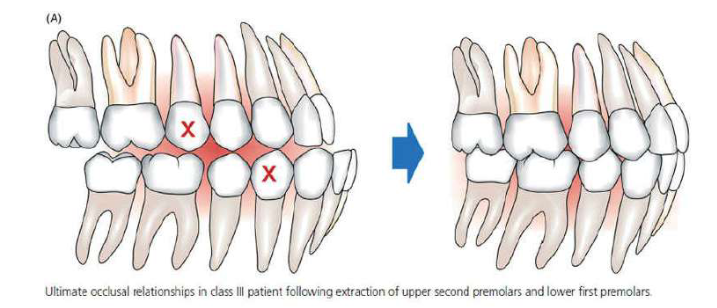 (A)
X
X
Ultimate occlusal relationships in class III patient following extraction of upper second premolars and lower first premolars.